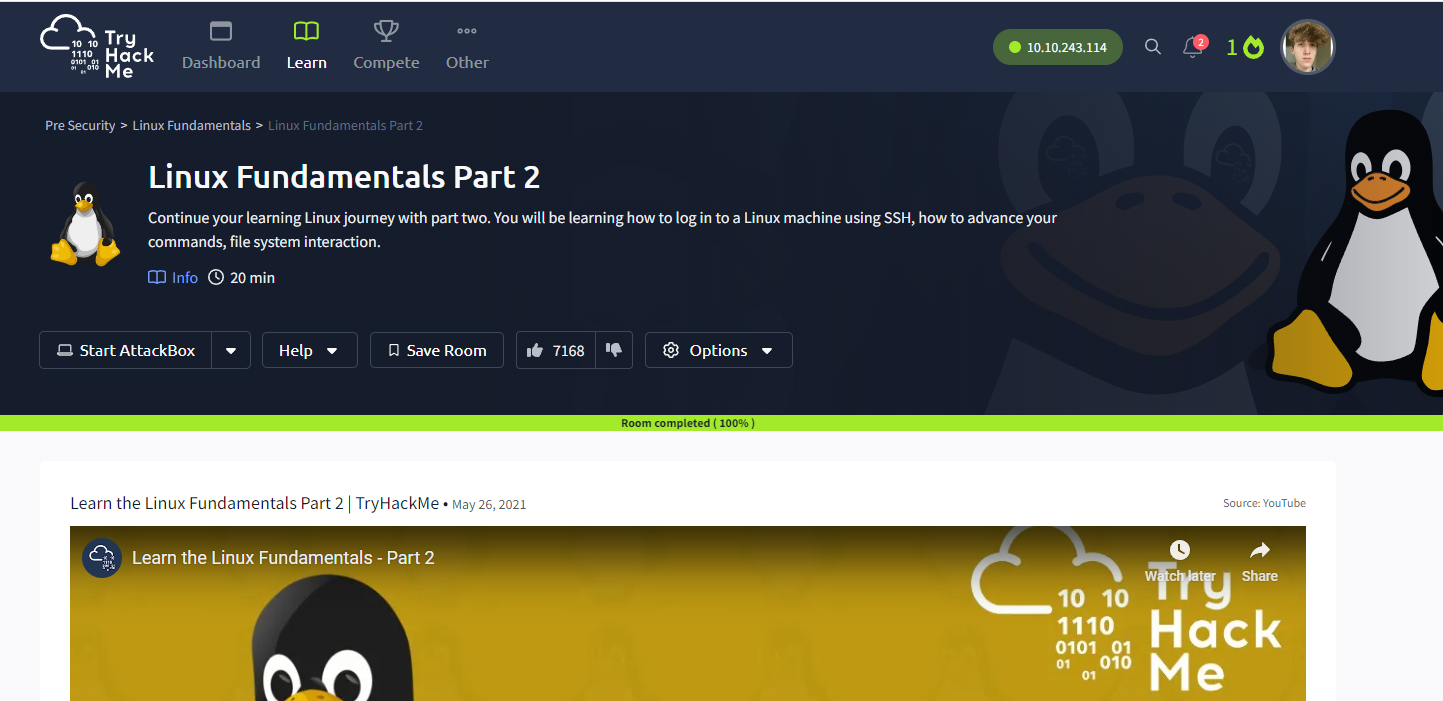 Try
Hack
Me
10 10
1110
0101 01
01 010
01
Dashboard
Learn
Compete
Other
10.10.243.114
2
1
Pre Security > Linux Fundamentals > Linux Fundamentals Part 2
Linux Fundamentals Part 2
Continue your learning Linux journey with part two. You will be learning how to log in to a Linux machine using SSH, how to advance your
commands, file system interaction.
Info 20 min
Start AttackBox
Help
Save Room
7168
Options
Room completed ( 100% )
Learn the Linux Fundamentals Part 2 | TryHackMe • May 26, 2021
Source: YouTube
Learn the Linux Fundamentals - Part 2
Watch later
Share
10 10
1110
0101 01
01 010
01
Try
Hack
Me